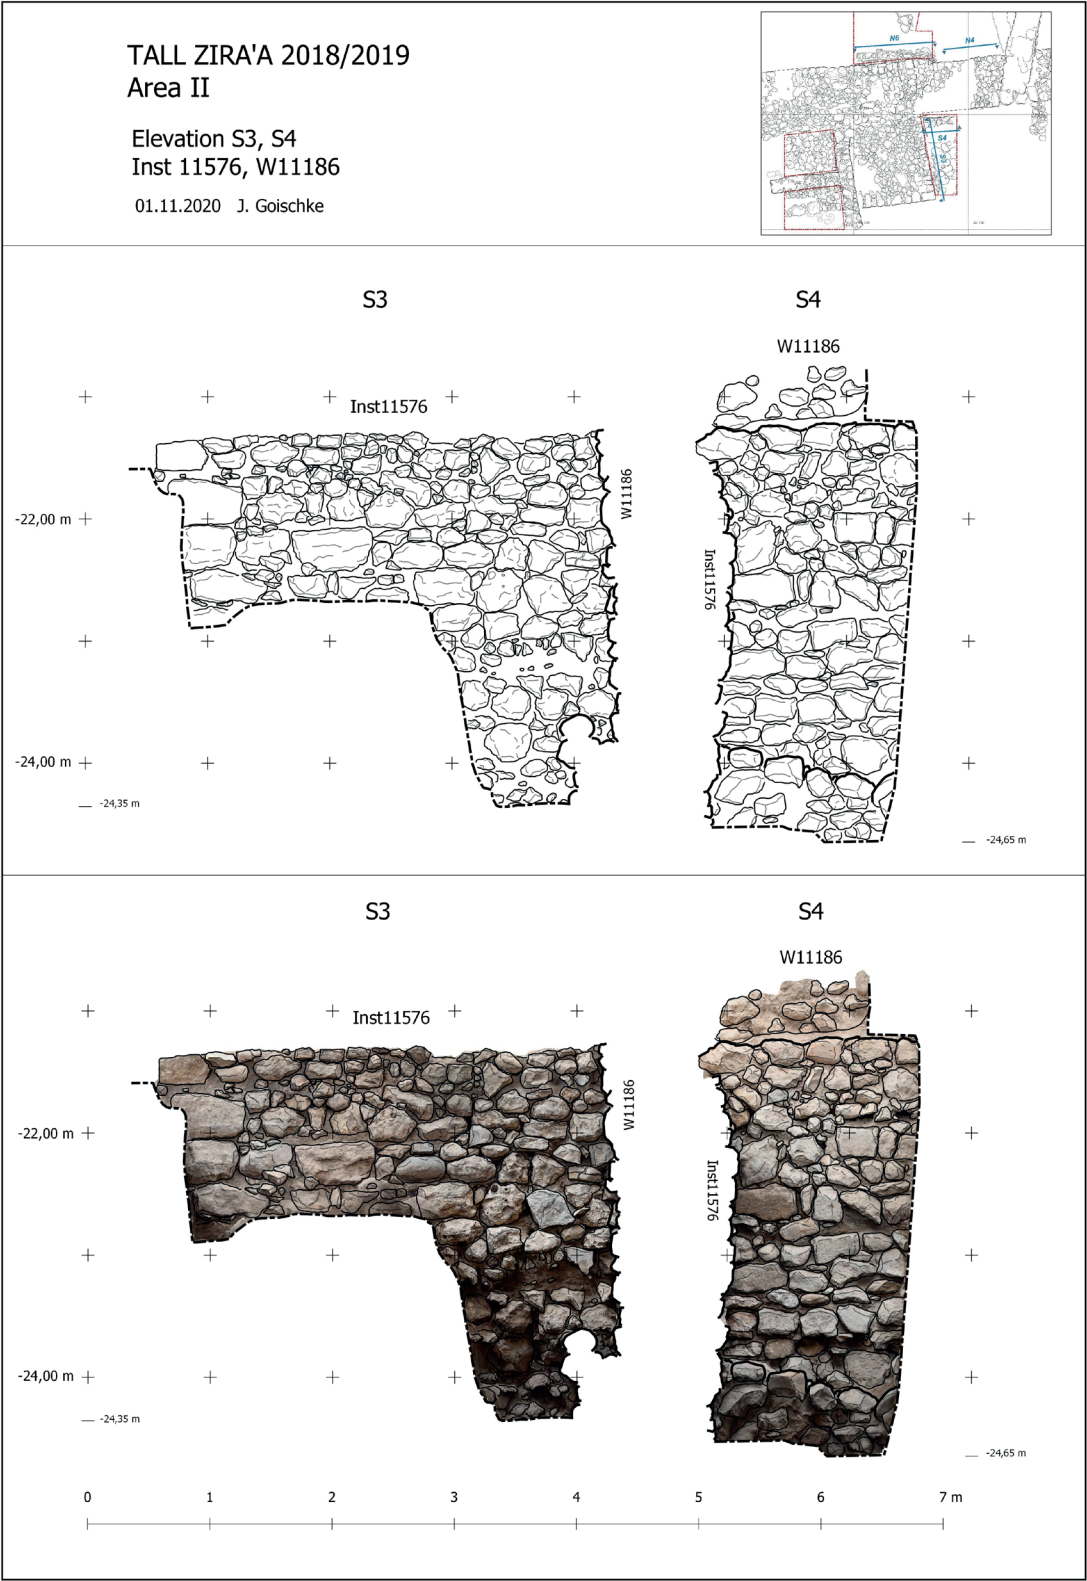 TALL ZIRA'A 2018/2019
Area II
Elevation S3, S4
Inst 11576, W11186
01.11.2020 J. Goischke
N6
N4
S4
S3
S3
S4
W11186
Inst11576
W11186
-22,00 m
Inst11576
-24,00 m
-24,35 m
-24,65 m
S3
S4
W11186
Inst11576
W11186
-22,00 m
Inst11576
-24,00 m
-24,35 m
-24,65 m
0 1 2 3 4 5 6 7 m